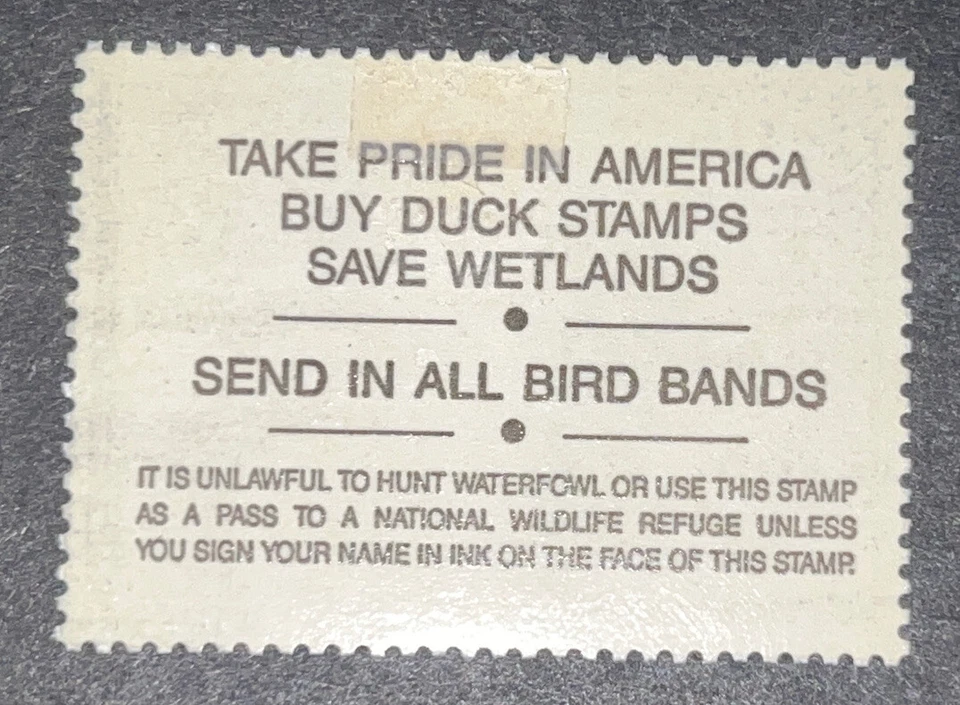 TAKE PRIDE IN AMERICA
BUY DUCK STAMPS
SAVE WETLANDS
SEND IN ALL BIRD BANDS
IT IS UNLAWFUL TO HUNT WATERFOWL OR USE THIS STAMP
AS A PASS TO A NATIONAL WILDLIFE REFUGE UNLESS
YOU SIGN YOUR NAME IN INK ON THE FACE OF THIS STAMP.